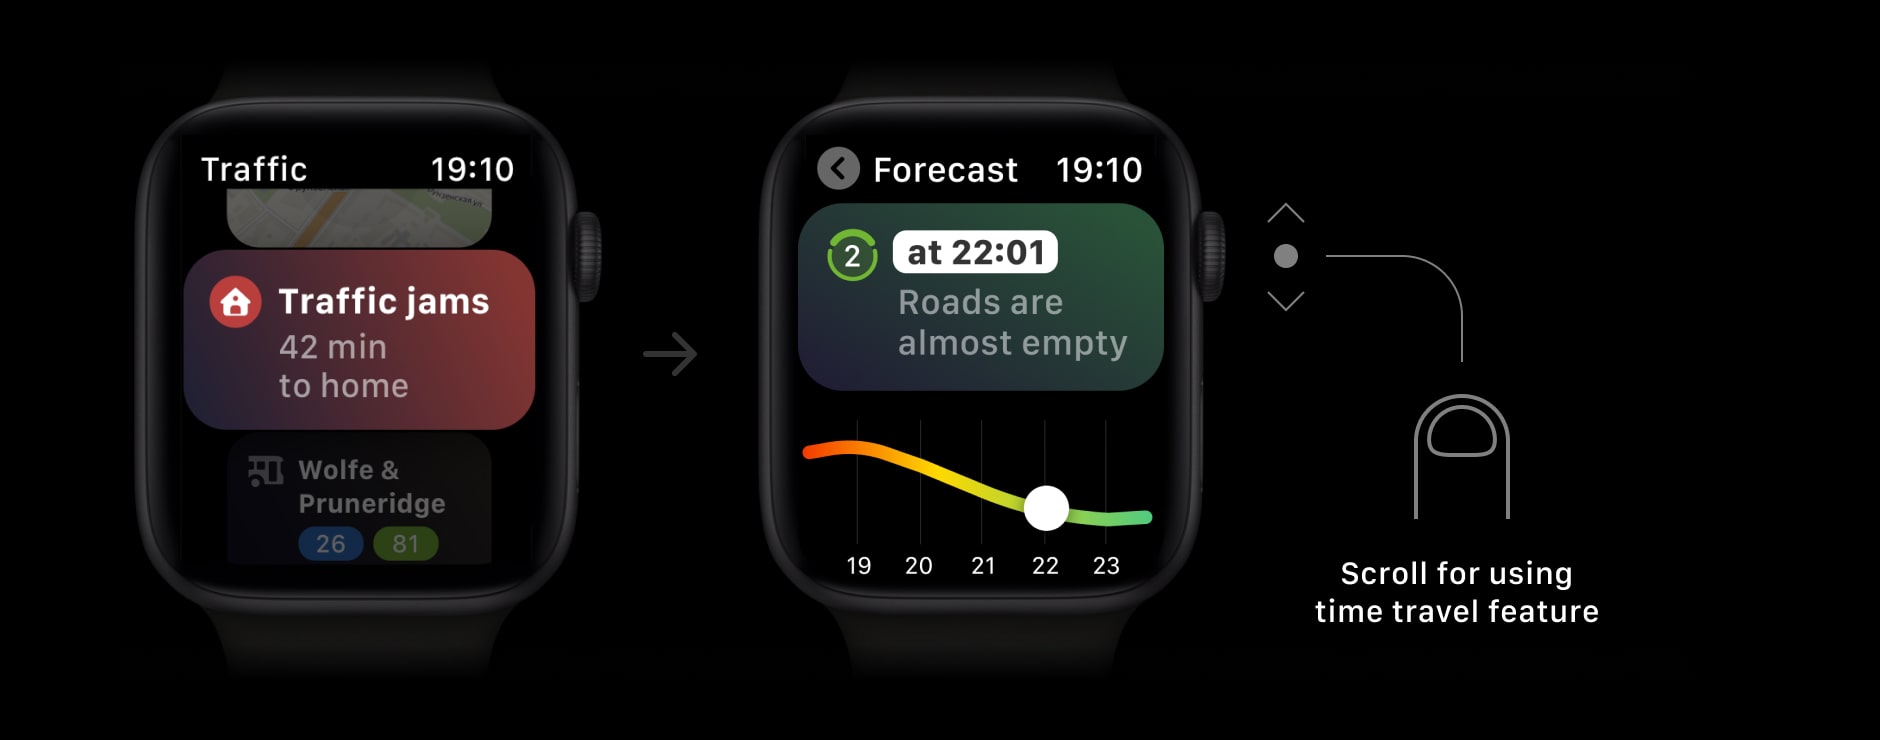 Traffic 19:10
Traffic jams
42 min
to home
Wolfe &
Pruneridge
26 81
Forecast 19:10
2 at 22:01
Roads are
almost empty
19 20 21 22 23
Scroll for using
time travel feature